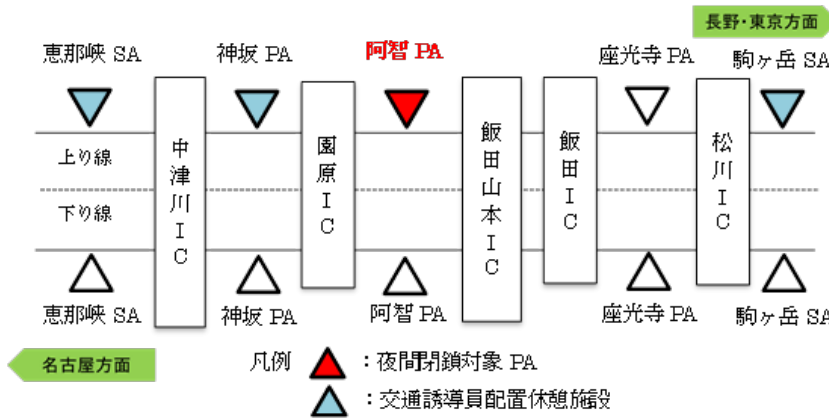 長野・東京方面
恵那峡 SA
神坂 PA
阿智 PA
座光寺 PA
駒ヶ岳 SA
上り線
下り線
中津川IC
園原IC
飯田山本IC
飯田IC
松川IC
恵那峡 SA
神坂 PA
阿智 PA
座光寺 PA
駒ヶ岳 SA
名古屋方面
凡例
：夜間閉鎖対象 PA
：交通誘導員配置休憩施設